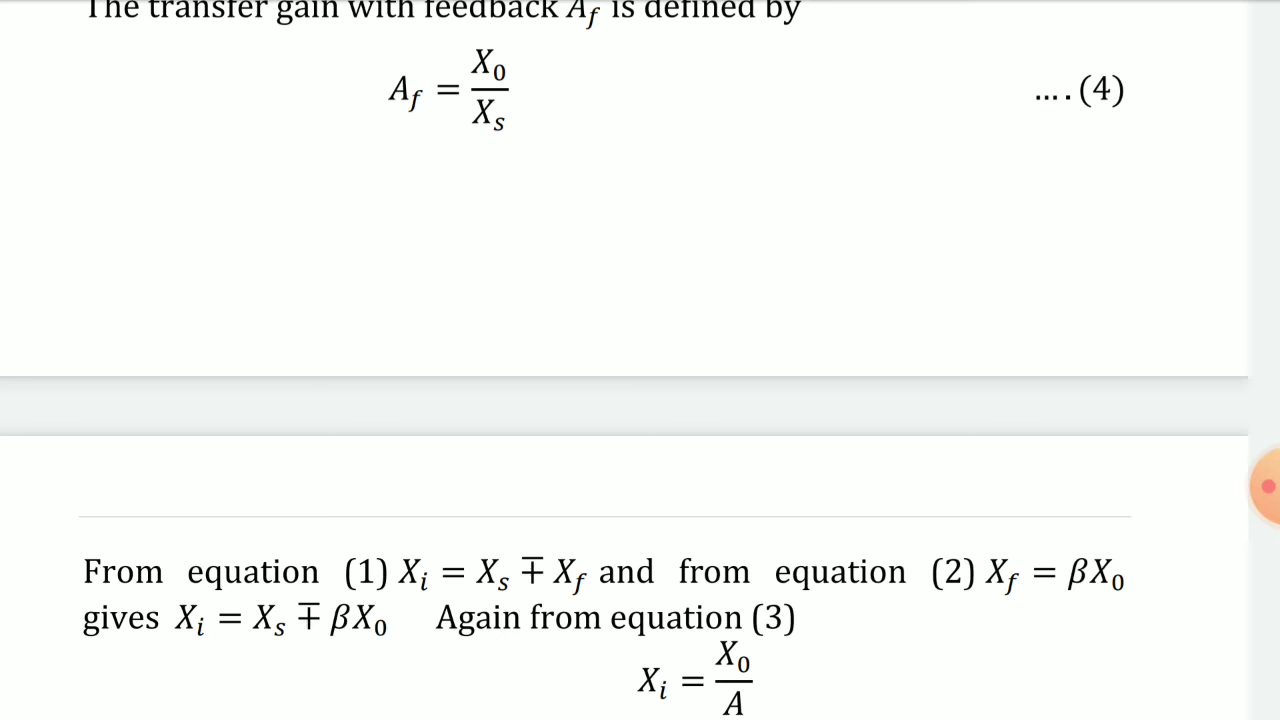 The transfer gain with feedback A_f is defined by
A_f = X_0 / X_s .... (4)
From equation (1) X_i = X_s ∓ X_f and from equation (2) X_f = βX_0
gives X_i = X_s ∓ βX_0 Again from equation (3)
X_i = X_0 / A